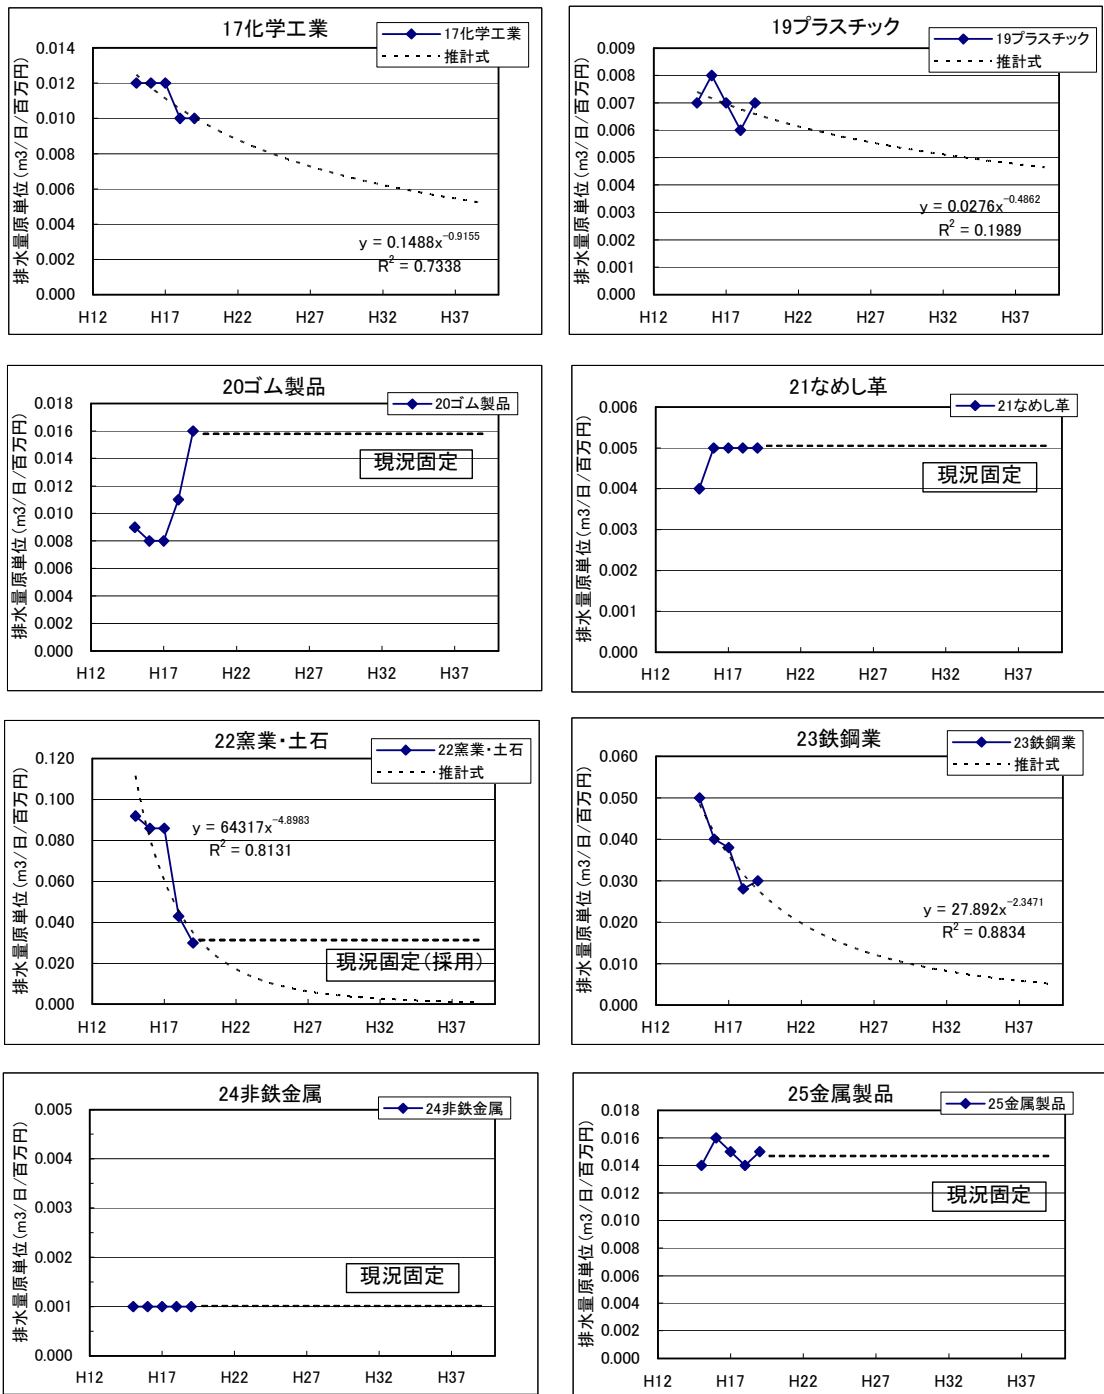 17化学工業
17化学工業
推計式
排水量原単位(m3/日/百万円)
0.014
0.012
0.010
0.008
0.006
0.004
0.002
0.000
y = 0.1488x^-0.9155
R^2 = 0.7338
H12 H17 H22 H27 H32 H37
19プラスチック
19プラスチック
推計式
排水量原単位(m3/日/百万円)
0.009
0.008
0.007
0.006
0.005
0.004
0.003
0.002
0.001
0.000
y = 0.0276x^-0.4862
R^2 = 0.1989
H12 H17 H22 H27 H32 H37
20ゴム製品
20ゴム製品
排水量原単位(m3/日/百万円)
0.018
0.016
0.014
0.012
0.010
0.008
0.006
0.004
0.002
0.000
現況固定
H12 H17 H22 H27 H32 H37
21なめし革
21なめし革
排水量原単位(m3/日/百万円)
0.006
0.005
0.004
0.003
0.002
0.001
0.000
現況固定
H12 H17 H22 H27 H32 H37
22窯業・土石
22窯業・土石
推計式
排水量原単位(m3/日/百万円)
0.120
0.100
0.080
0.060
0.040
0.020
0.000
y = 64317x^-4.8983
R^2 = 0.8131
現況固定(採用)
H12 H17 H22 H27 H32 H37
23鉄鋼業
23鉄鋼業
推計式
排水量原単位(m3/日/百万円)
0.060
0.050
0.040
0.030
0.020
0.010
0.000
y = 27.892x^-2.3471
R^2 = 0.8834
H12 H17 H22 H27 H32 H37
24非鉄金属
24非鉄金属
排水量原単位(m3/日/百万円)
0.005
0.004
0.003
0.002
0.001
0.000
現況固定
H12 H17 H22 H27 H32 H37
25金属製品
25金属製品
排水量原単位(m3/日/百万円)
0.018
0.016
0.014
0.012
0.010
0.008
0.006
0.004
0.002
0.000
現況固定
H12 H17 H22 H27 H32 H37